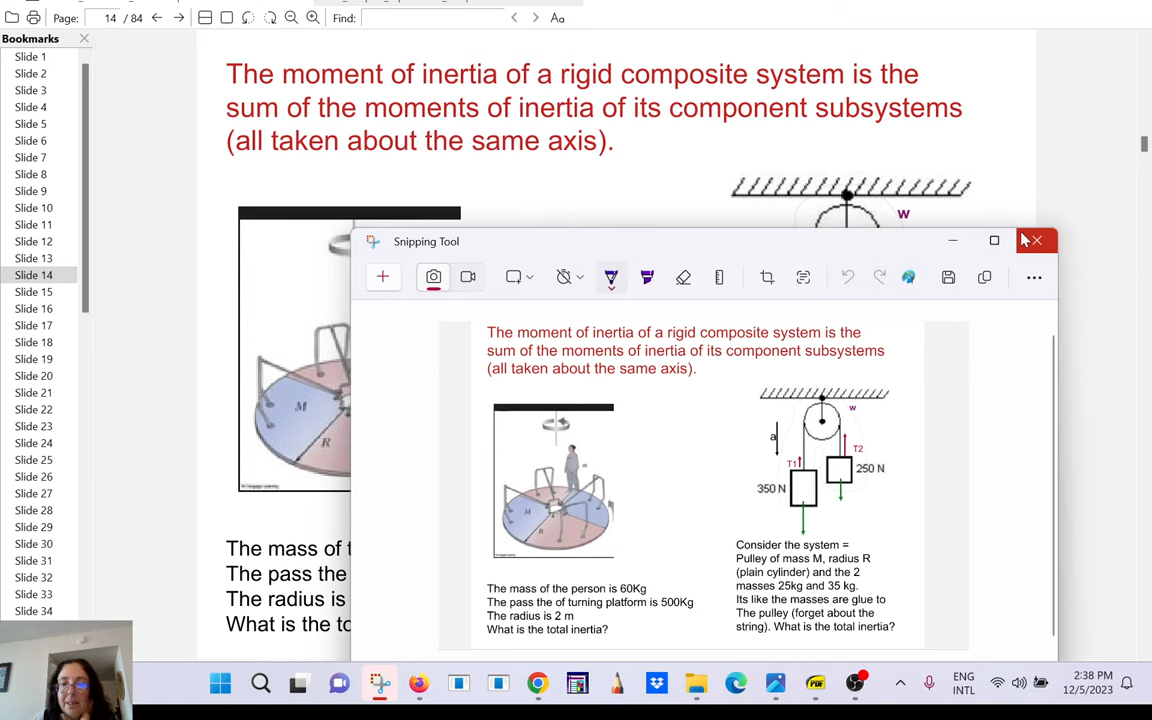 Page:
14 / 84
Find:
Aa
Bookmarks
Slide 1
Slide 2
Slide 3
Slide 4
Slide 5
Slide 6
Slide 7
Slide 8
Slide 9
Slide 10
Slide 11
Slide 12
Slide 13
Slide 14
Slide 15
Slide 16
Slide 17
Slide 18
Slide 19
Slide 20
Slide 21
Slide 22
Slide 23
Slide 24
Slide 25
Slide 26
Slide 27
Slide 28
Slide 29
Slide 30
Slide 31
Slide 32
Slide 33
Slide 34
The moment of inertia of a rigid composite system is the
sum of the moments of inertia of its component subsystems
(all taken about the same axis).
w
M
R
The mass of
The pass the
The radius is
What is the
Snipping Tool
The moment of inertia of a rigid composite system is the
sum of the moments of inertia of its component subsystems
(all taken about the same axis).
M
R
The mass of the person is 60Kg
The pass the of turning platform is 500Kg
The radius is 2 m
What is the total inertia?
w
a
T1
T2
350 N
250 N
Consider the system =
Pulley of mass M, radius R
(plain cylinder) and the 2
masses 25kg and 35 kg.
Its like the masses are glue to
The pulley (forget about the
string). What is the total inertia?
ENG
INTL
2:38 PM
12/5/2023